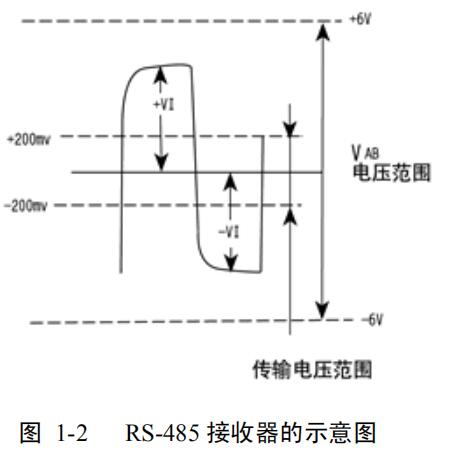 +6V
+VI
+200mv
VAB
电压范围
-200mv
-VI
-6V
传输电压范围
图 1-2 RS-485 接收器的示意图